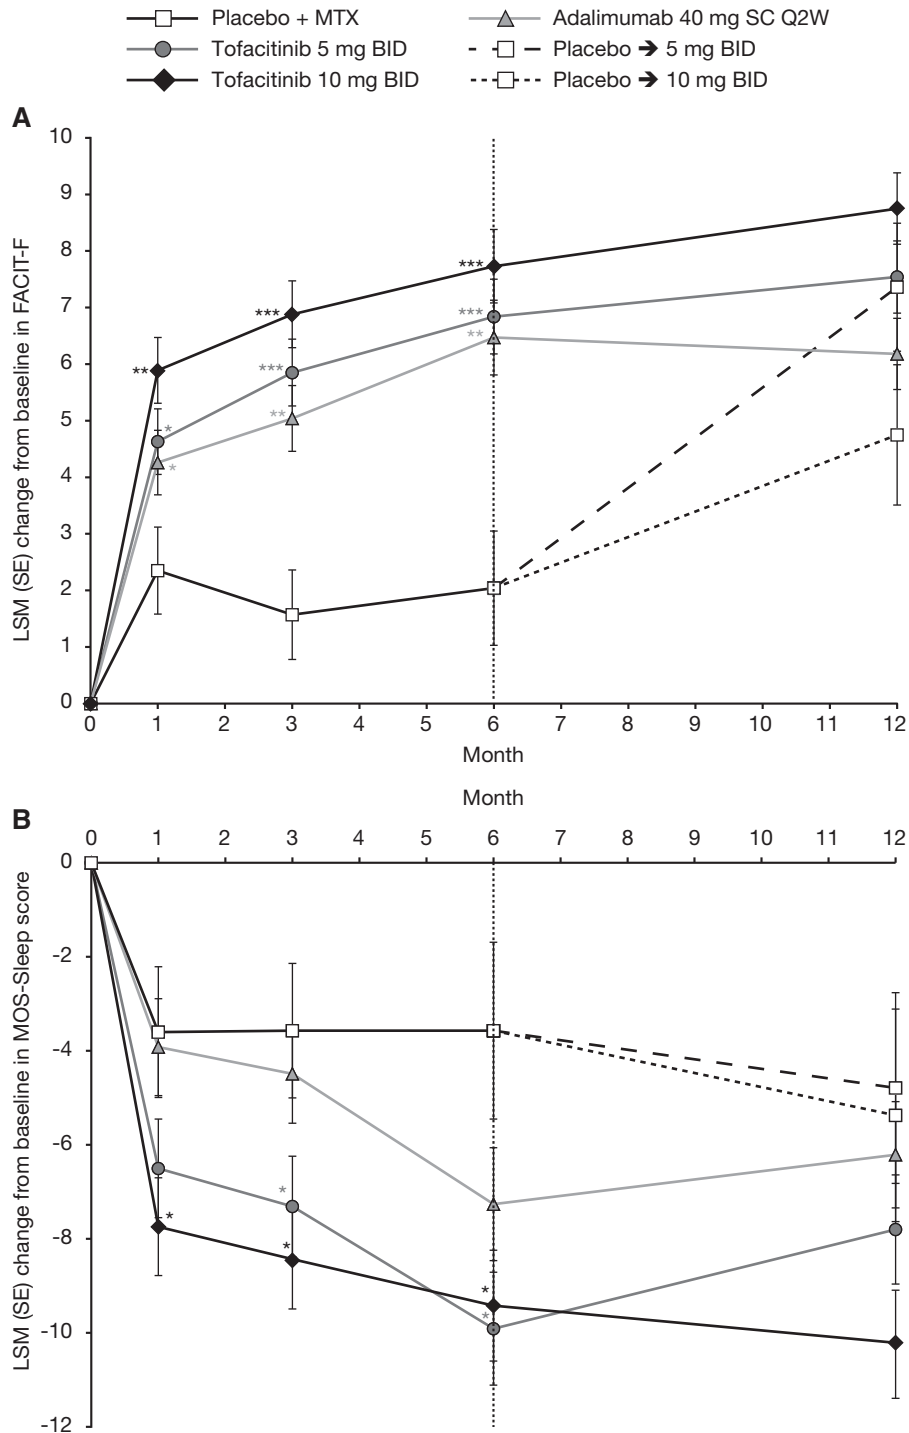 Placebo + MTX
Adalimumab 40 mg SC Q2W
Tofacitinib 5 mg BID
Placebo ➔ 5 mg BID
Tofacitinib 10 mg BID
Placebo ➔ 10 mg BID
A
LSM (SE) change from baseline in FACIT-F
10
9
8
7
6
5
4
3
2
1
0
***
***
***
***
**
**
**
*
*
0 1 2 3 4 5 6 7 8 9 10 11 12
Month
Month
B
0 1 2 3 4 5 6 7 8 9 10 11 12
LSM (SE) change from baseline in MOS-Sleep score
0
-2
-4
-6
-8
-10
-12
*
*
*
*
*